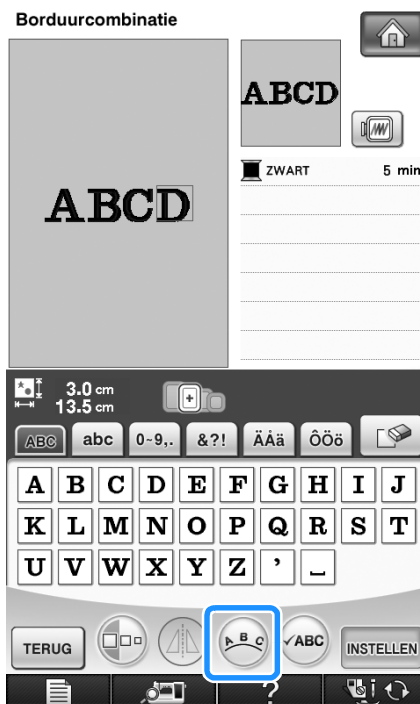 Borduurcombinatie
ABCD
ABCD
ZWART 5 min
3.0 cm
13.5 cm
ABC abc 0~9,. &?! ÄÅä ÔÖö
A B C D E F G H I J
K L M N O P Q R S T
U V W X Y Z ’ ⎵
TERUG A B C ✓ABC INSTELLEN
?